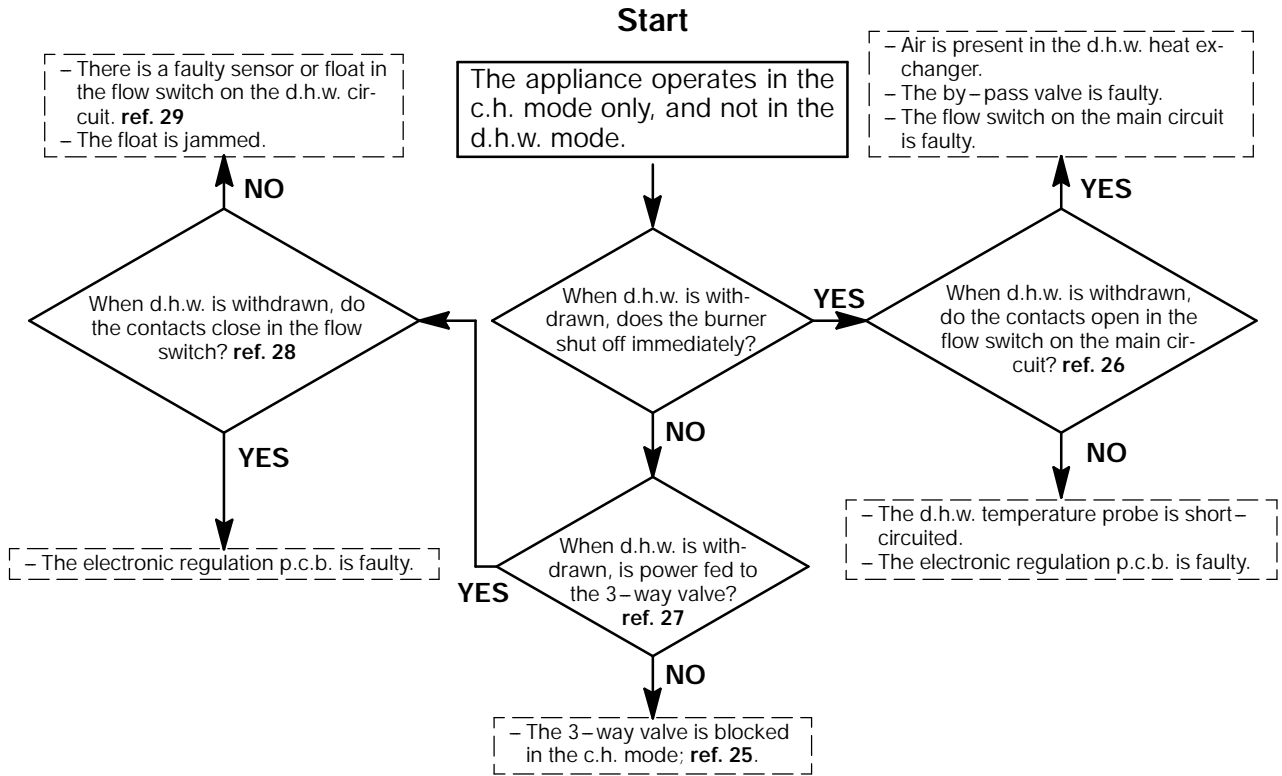 Start
– There is a faulty sensor or float in
the flow switch on the d.h.w. cir-
cuit. ref. 29
– The float is jammed.
The appliance operates in the
c.h. mode only, and not in the
d.h.w. mode.
– Air is present in the d.h.w. heat ex-
changer.
– The by–pass valve is faulty.
– The flow switch on the main circuit
is faulty.
NO
YES
When d.h.w. is withdrawn, do
the contacts close in the flow
switch? ref. 28
When d.h.w. is with-
drawn, does the burner
shut off immediately?
YES
When d.h.w. is withdrawn,
do the contacts open in the
flow switch on the main cir-
cuit? ref. 26
YES
NO
NO
– The electronic regulation p.c.b. is faulty.
When d.h.w. is with-
drawn, is power fed to
the 3–way valve?
ref. 27
YES
– The d.h.w. temperature probe is short–
circuited.
– The electronic regulation p.c.b. is faulty.
NO
– The 3–way valve is blocked
in the c.h. mode; ref. 25.